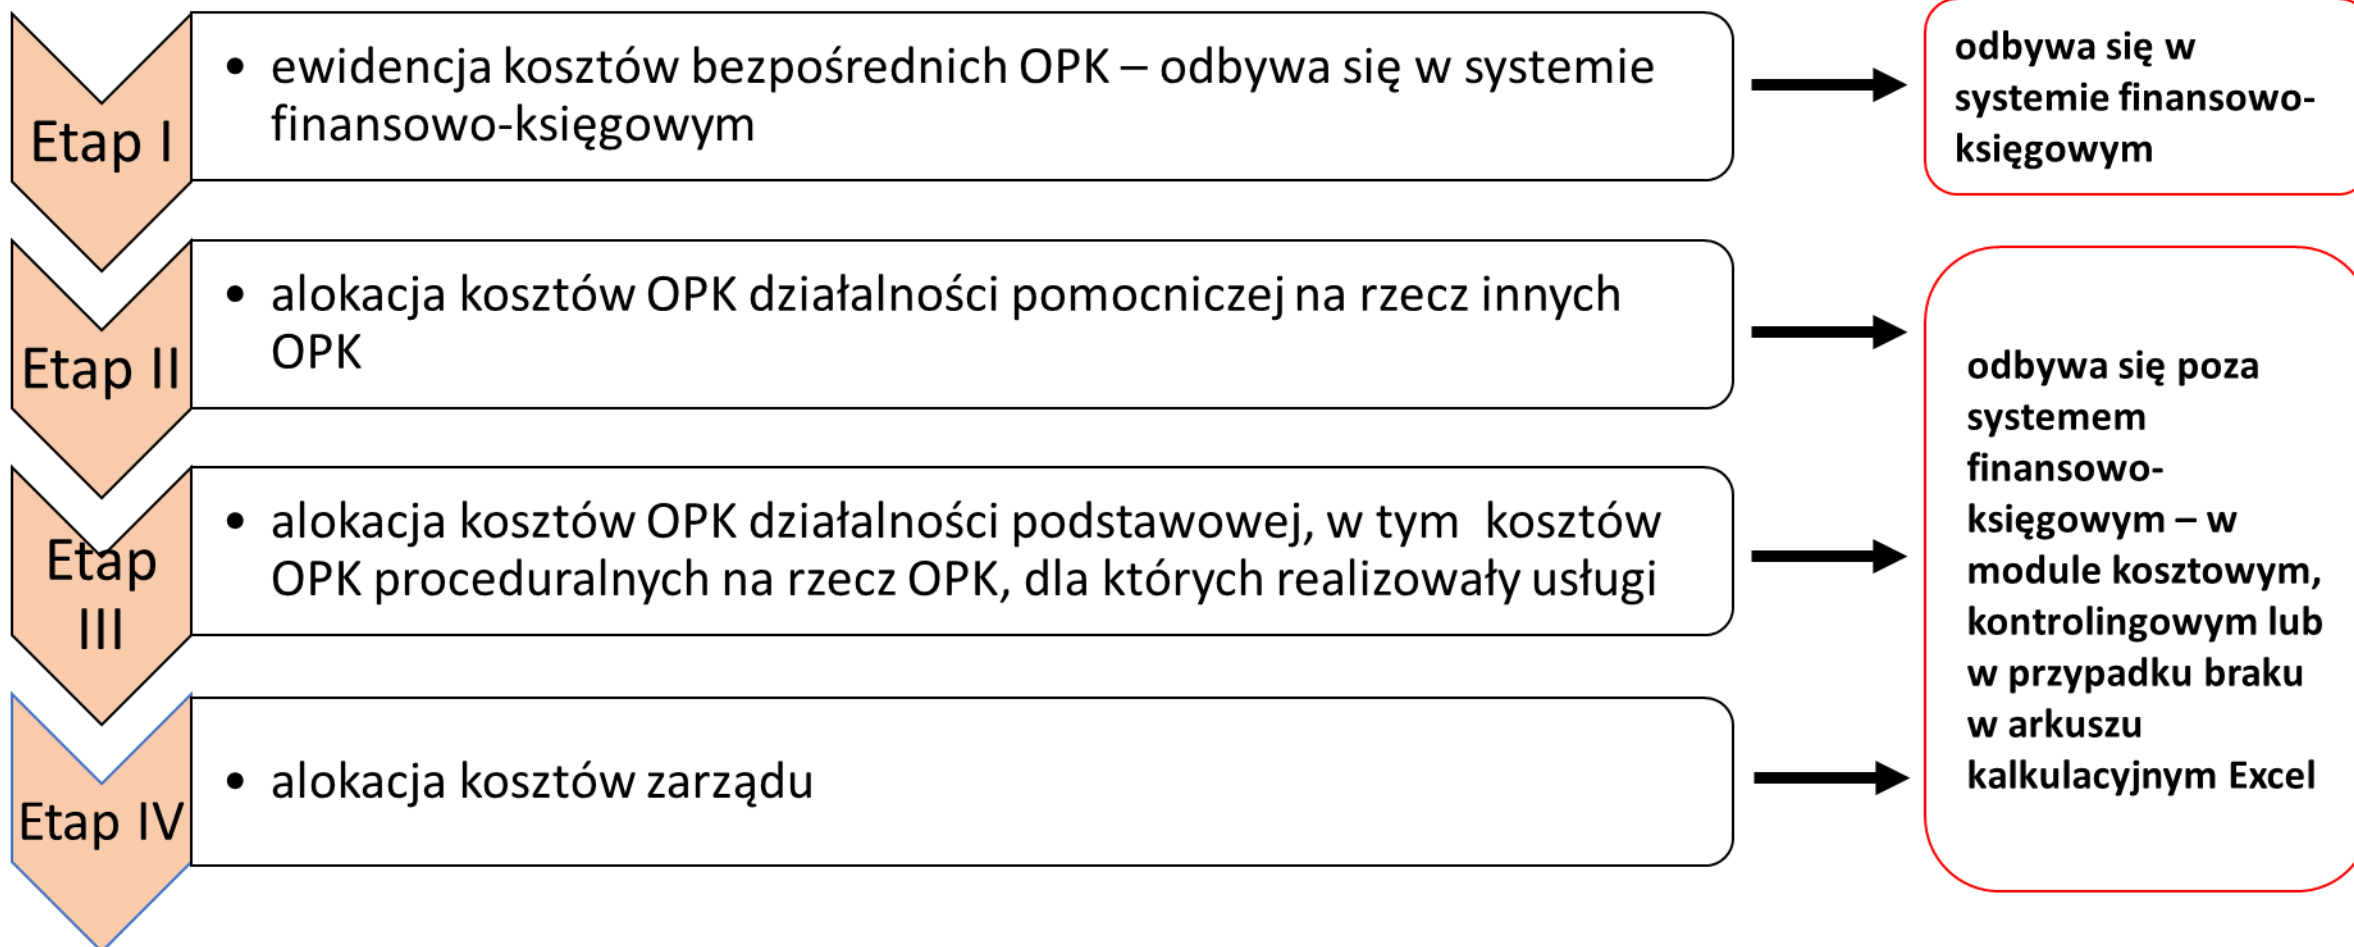 Etap I
• ewidencja kosztów bezpośrednich OPK – odbywa się w systemie
finansowo-księgowym
odbywa się w
systemie finansowo-
księgowym
Etap II
• alokacja kosztów OPK działalności pomocniczej na rzecz innych
OPK
Etap
III
• alokacja kosztów OPK działalności podstawowej, w tym  kosztów
OPK proceduralnych na rzecz OPK, dla których realizowały usługi
Etap IV
• alokacja kosztów zarządu
odbywa się poza
systemem
finansowo-
księgowym – w
module kosztowym,
kontrolingowym lub
w przypadku braku
w arkuszu
kalkulacyjnym Excel